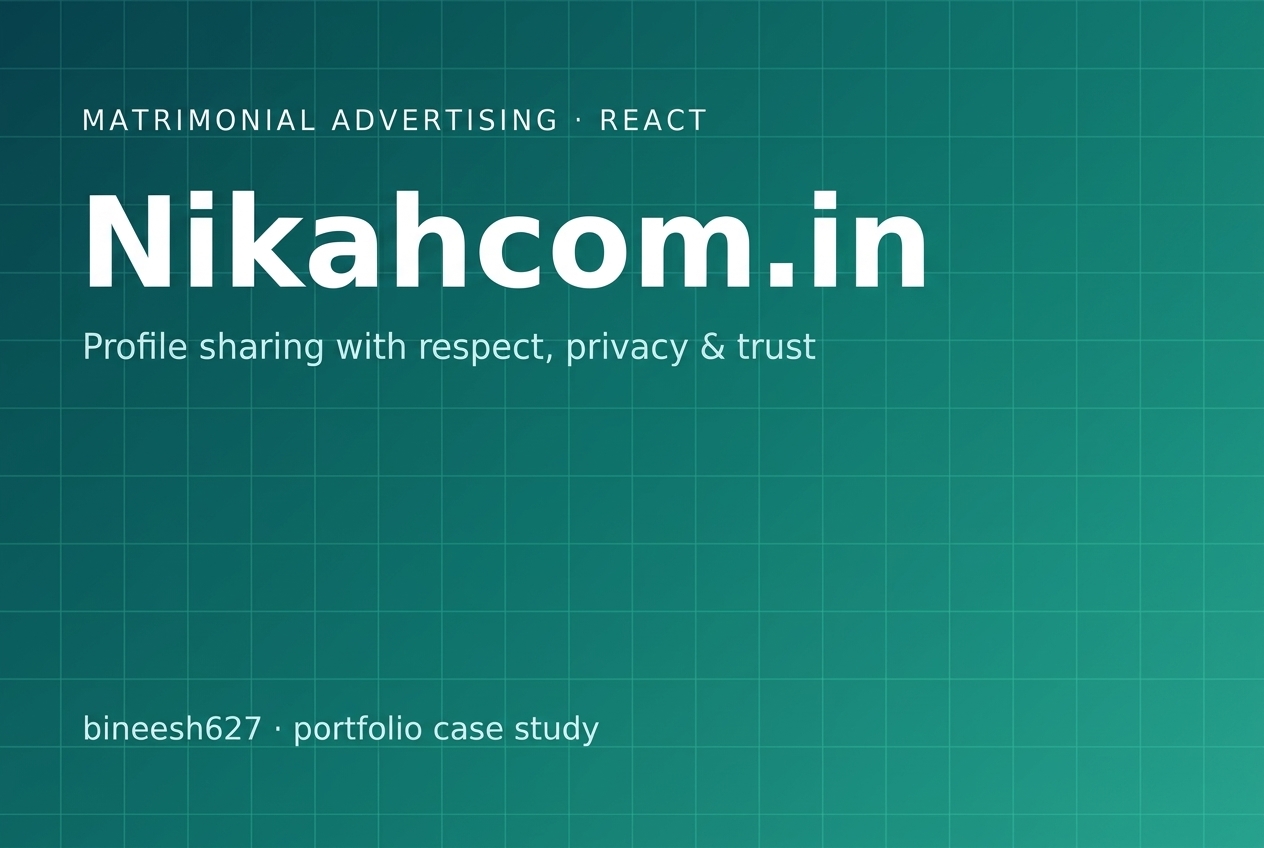 MATRIMONIAL ADVERTISING · REACT
Nikahcom.in
Profile sharing with respect, privacy & trust
bineesh627 · portfolio case study